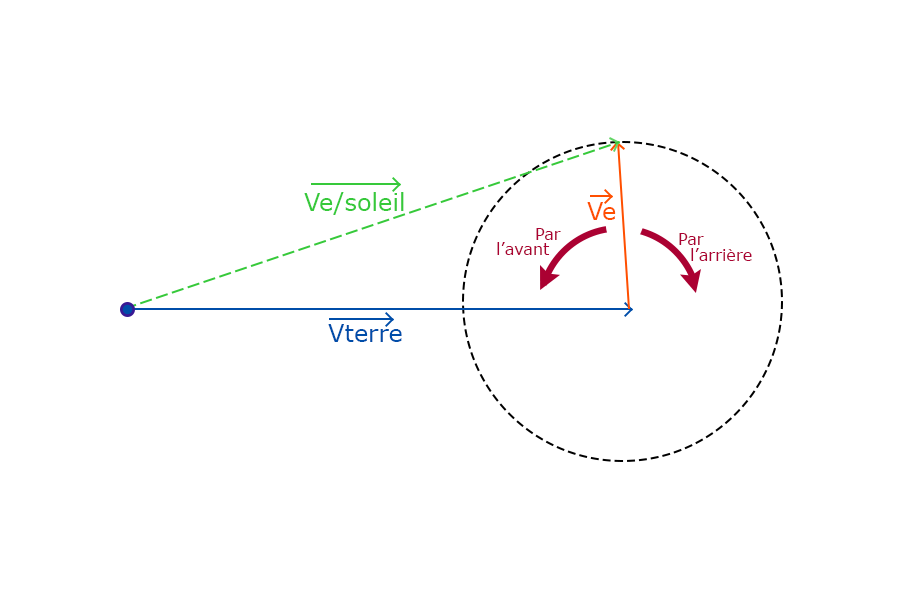 Ve/soleil
Ve
Par
l'avant
Par
l'arrière
Vterre